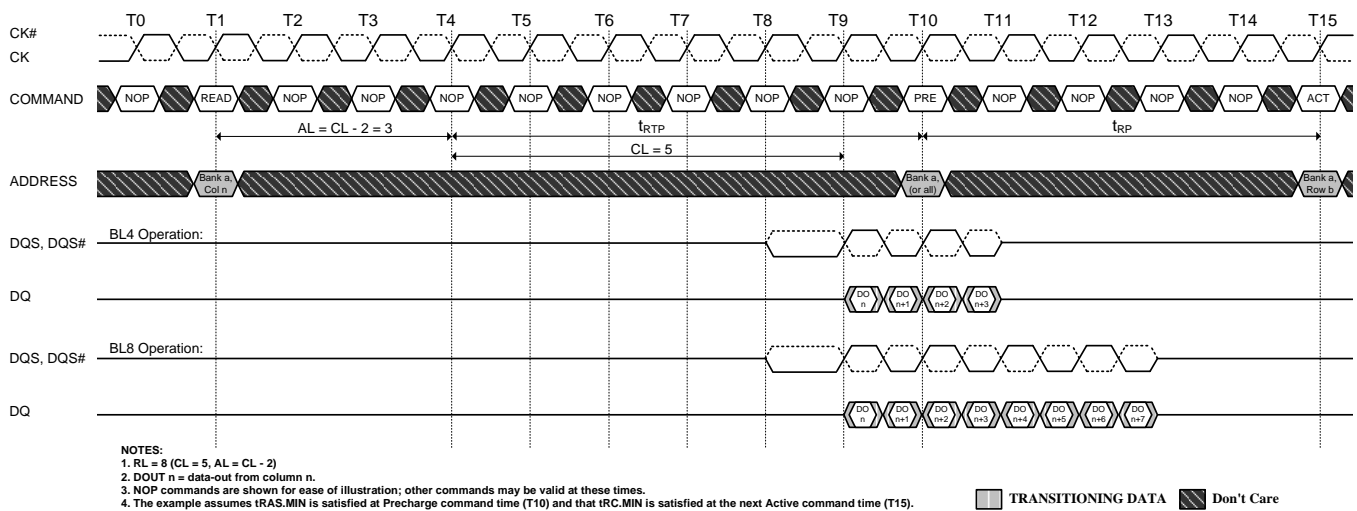 T0 T1 T2 T3 T4 T5 T6 T7 T8 T9 T10 T11 T12 T13 T14 T15
CK#
CK
COMMAND NOP READ NOP NOP NOP NOP NOP NOP NOP NOP PRE NOP NOP NOP NOP ACT
AL = CL - 2 = 3 tRTP tRP
CL = 5
ADDRESS Bank a, Col n Bank a, (or all) Bank a, Row b
BL4 Operation:
DQS, DQS#
DQ DO n DO n+1 DO n+2 DO n+3
BL8 Operation:
DQS, DQS#
DQ DO n DO n+1 DO n+2 DO n+3 DO n+4 DO n+5 DO n+6 DO n+7
NOTES:
1. RL = 8 (CL = 5, AL = CL - 2)
2. DOUT n = data-out from column n.
3. NOP commands are shown for ease of illustration; other commands may be valid at these times.
4. The example assumes tRAS.MIN is satisfied at Precharge command time (T10) and that tRC.MIN is satisfied at the next Active command time (T15).
TRANSITIONING DATA Don't Care